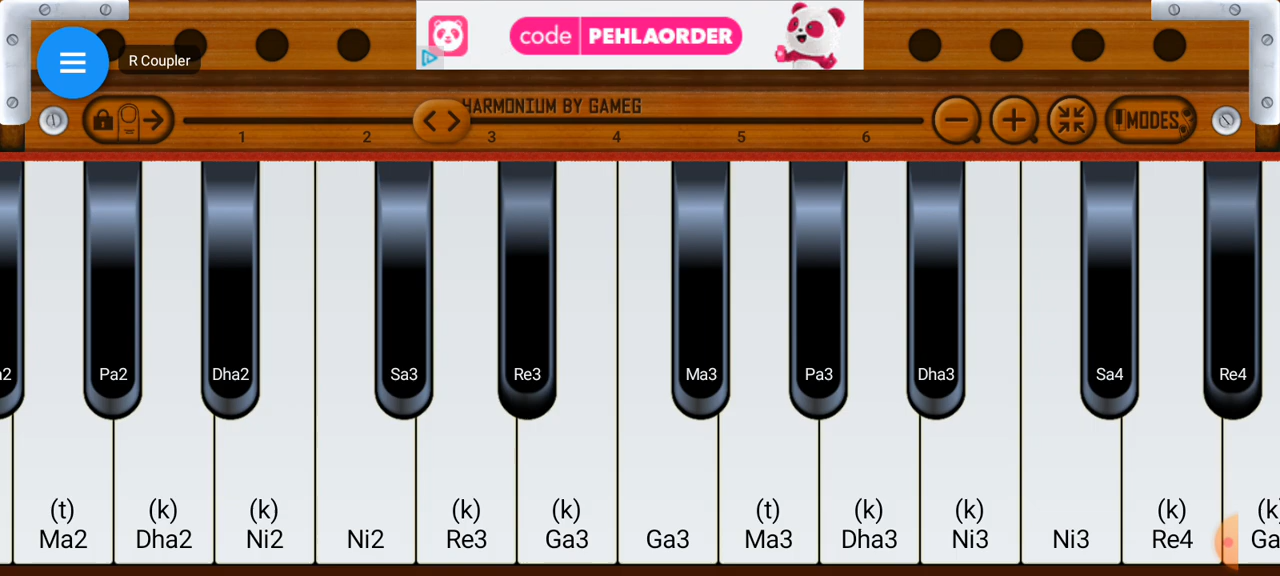 code PEHLAORDER
R Coupler
HARMONIUM BY GAMEG
1 2 3 4 5 6
MODES
Pa2 Dha2 Sa3 Re3 Ma3 Pa3 Dha3 Sa4 Re4
(t) (k) (k) (k) (k) (t) (k) (k) (k)
Ma2 Dha2 Ni2 Ni2 Re3 Ga3 Ga3 Ma3 Dha3 Ni3 Ni3 Re4